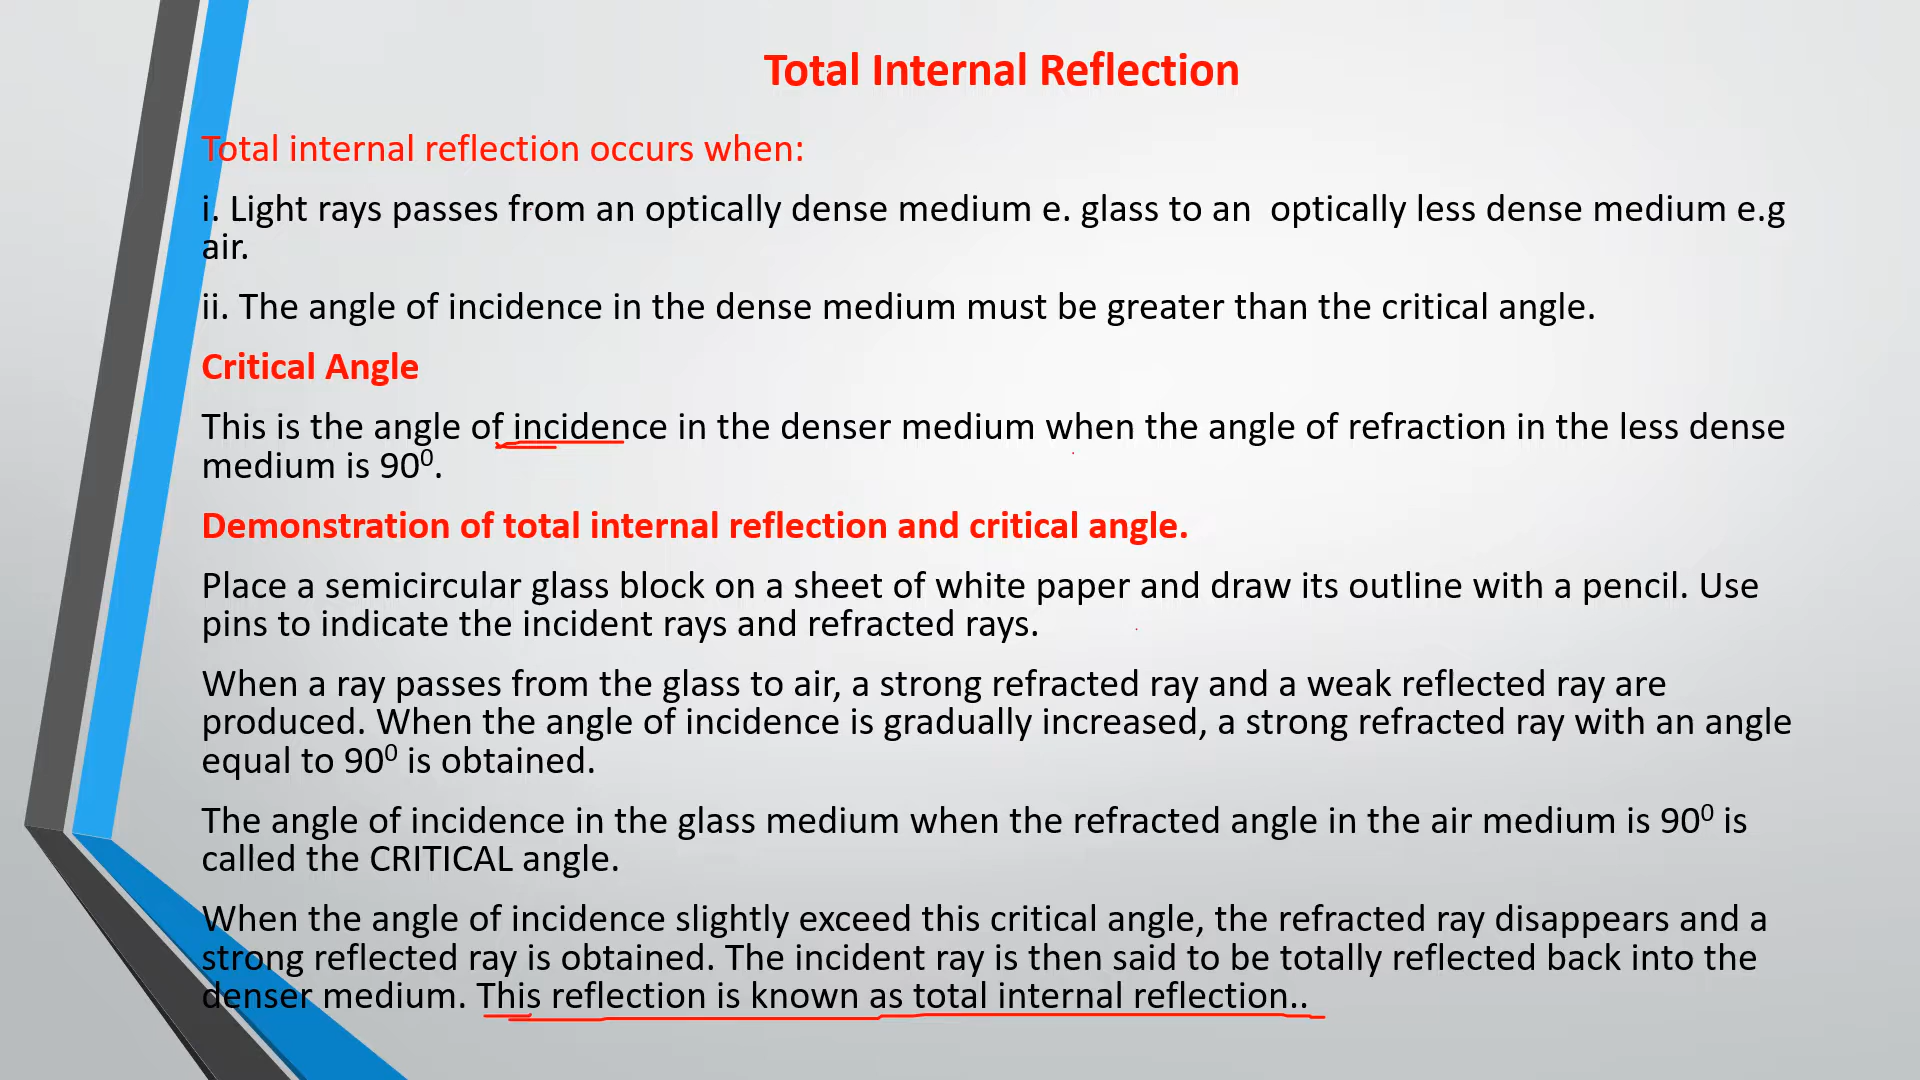 Total Internal Reflection
Total internal reflection occurs when:
i. Light rays passes from an optically dense medium e. glass to an optically less dense medium e.g
air.
ii. The angle of incidence in the dense medium must be greater than the critical angle.
Critical Angle
This is the angle of incidence in the denser medium when the angle of refraction in the less dense
medium is 90⁰.
Demonstration of total internal reflection and critical angle.
Place a semicircular glass block on a sheet of white paper and draw its outline with a pencil. Use
pins to indicate the incident rays and refracted rays.
When a ray passes from the glass to air, a strong refracted ray and a weak reflected ray are
produced. When the angle of incidence is gradually increased, a strong refracted ray with an angle
equal to 90⁰ is obtained.
The angle of incidence in the glass medium when the refracted angle in the air medium is 90⁰ is
called the CRITICAL angle.
When the angle of incidence slightly exceed this critical angle, the refracted ray disappears and a
strong reflected ray is obtained. The incident ray is then said to be totally reflected back into the
denser medium. This reflection is known as total internal reflection..